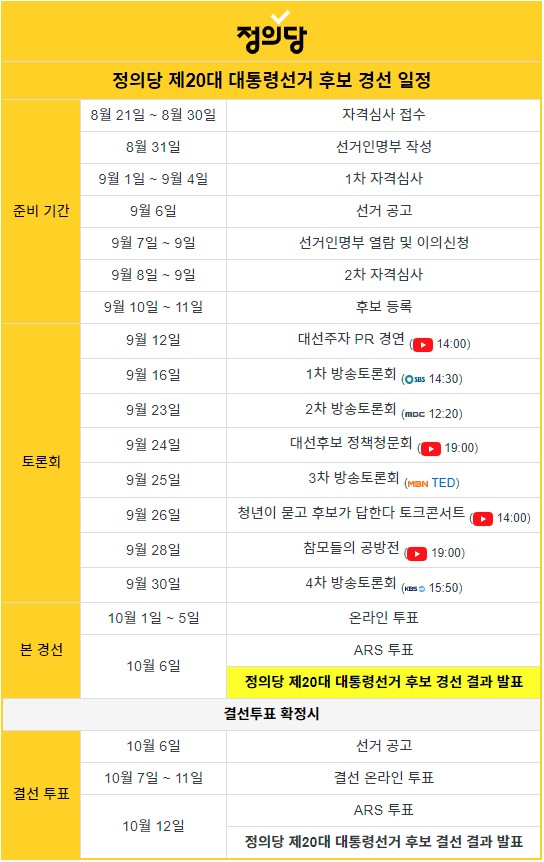 정의당
정의당 제20대 대통령선거 후보 경선 일정
준비 기간
8월 21일 ~ 8월 30일 자격심사 접수
8월 31일 선거인명부 작성
9월 1일 ~ 9월 4일 1차 자격심사
9월 6일 선거 공고
9월 7일 ~ 9일 선거인명부 열람 및 이의신청
9월 8일 ~ 9일 2차 자격심사
9월 10일 ~ 11일 후보 등록
토론회
9월 12일 대선주자 PR 경연 ( 14:00)
9월 16일 1차 방송토론회 (SBS 14:30)
9월 23일 2차 방송토론회 (MBC 12:20)
9월 24일 대선후보 정책청문회 ( 19:00)
9월 25일 3차 방송토론회 (MBN TED)
9월 26일 청년이 묻고 후보가 답한다 토크콘서트 ( 14:00)
9월 28일 참모들의 공방전 ( 19:00)
9월 30일 4차 방송토론회 (KBS 15:50)
본 경선
10월 1일 ~ 5일 온라인 투표
10월 6일 ARS 투표
정의당 제20대 대통령선거 후보 경선 결과 발표
결선투표 확정시
결선 투표
10월 6일 선거 공고
10월 7일 ~ 11일 결선 온라인 투표
10월 12일 ARS 투표
정의당 제20대 대통령선거 후보 결선 결과 발표